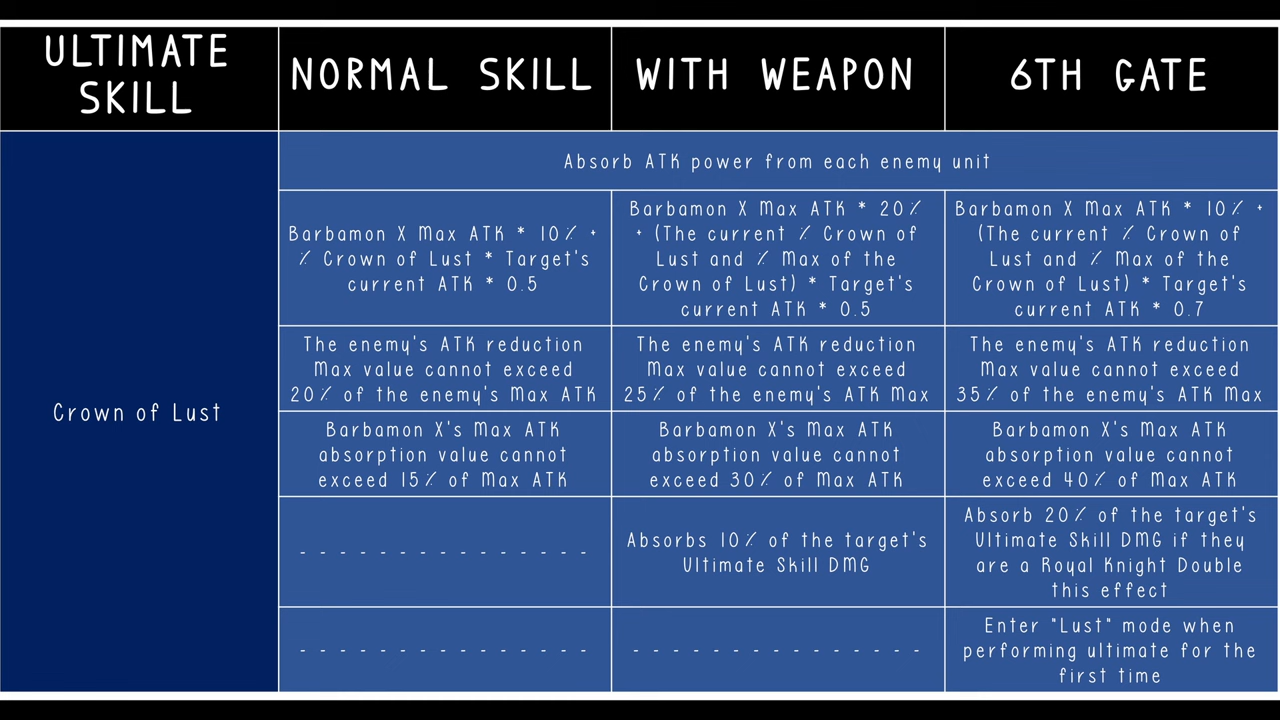 ULTIMATE
SKILL
NORMAL SKILL
WITH WEAPON
6TH GATE
Crown of Lust
Absorb ATK power from each enemy unit
Barbamon X Max ATK * 10% +
% Crown of Lust * Target's
current ATK * 0.5
Barbamon X Max ATK * 20%
+ (The current % Crown of
Lust and % Max of the
Crown of Lust) * Target's
current ATK * 0.5
Barbamon X Max ATK * 10% +
(The current % Crown of
Lust and % Max of the
Crown of Lust) * Target's
current ATK * 0.7
The enemy's ATK reduction
Max value cannot exceed
20% of the enemy's Max ATK
The enemy's ATK reduction
Max value cannot exceed
25% of the enemy's ATK Max
The enemy's ATK reduction
Max value cannot exceed
35% of the enemy's ATK Max
Barbamon X's Max ATK
absorption value cannot
exceed 15% of Max ATK
Barbamon X's Max ATK
absorption value cannot
exceed 30% of Max ATK
Barbamon X's Max ATK
absorption value cannot
exceed 40% of Max ATK
- - - - - - - - - - - - - - -
Absorbs 10% of the target's
Ultimate Skill DMG
Absorb 20% of the target's
Ultimate Skill DMG if they
are a Royal Knight Double
this effect
- - - - - - - - - - - - - - -
- - - - - - - - - - - - - - -
Enter "Lust" mode when
performing ultimate for the
first time